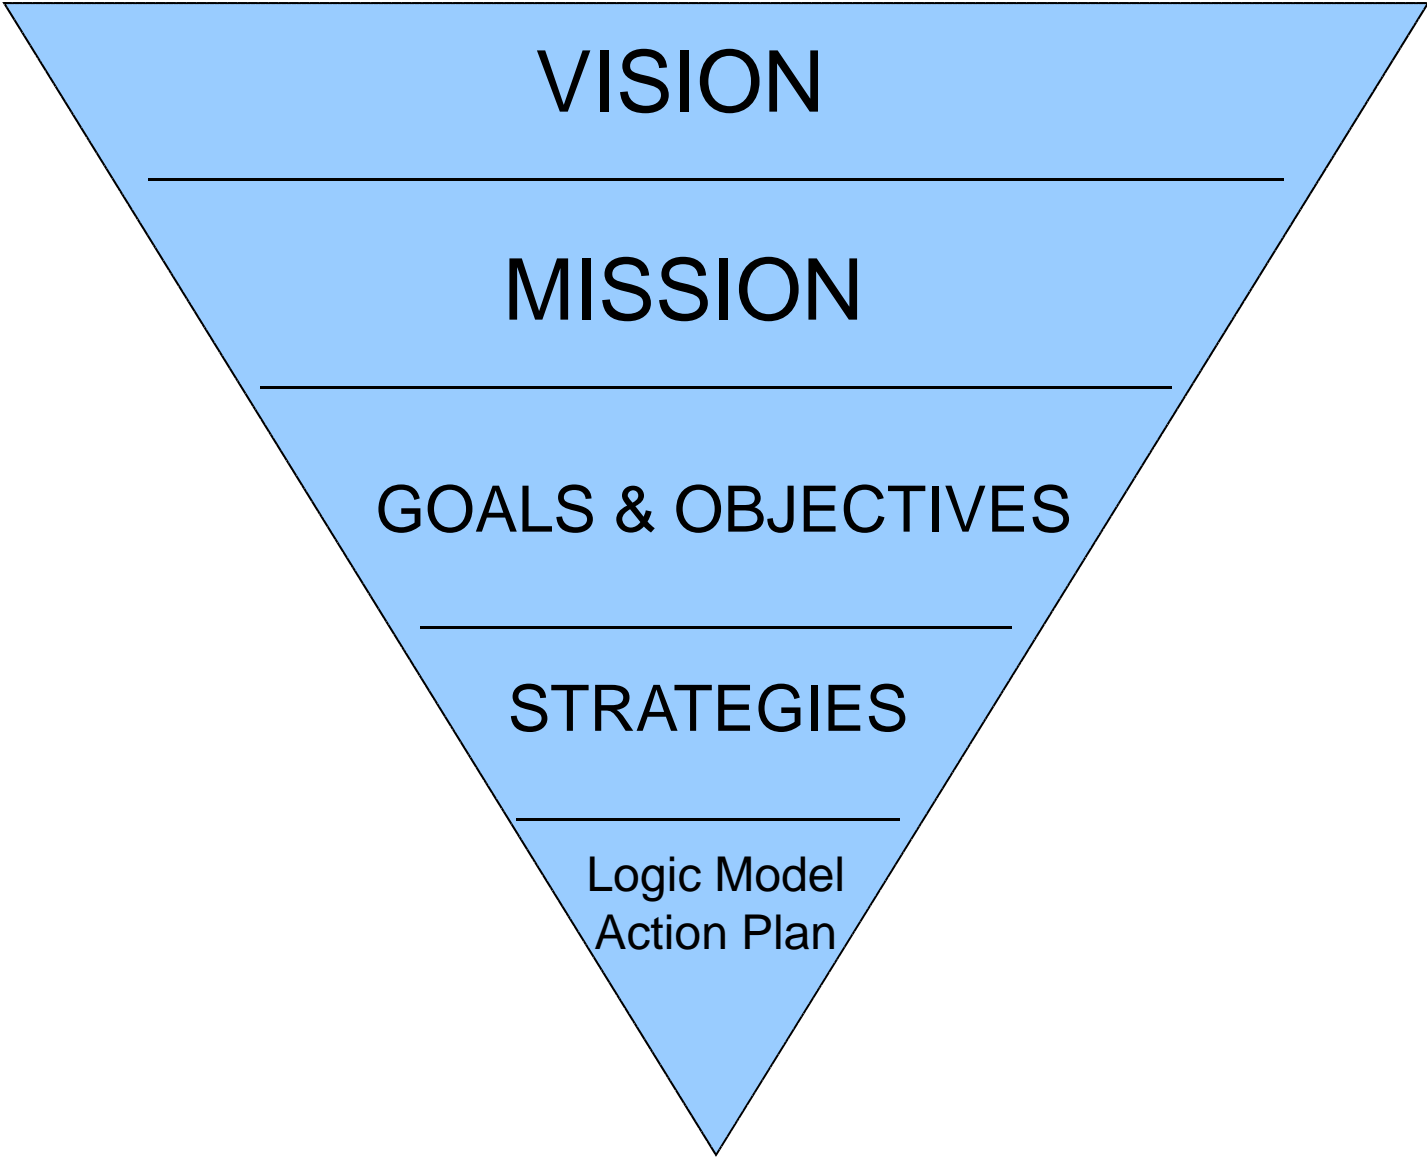 VISION
MISSION
GOALS & OBJECTIVES
STRATEGIES
Logic Model
Action Plan